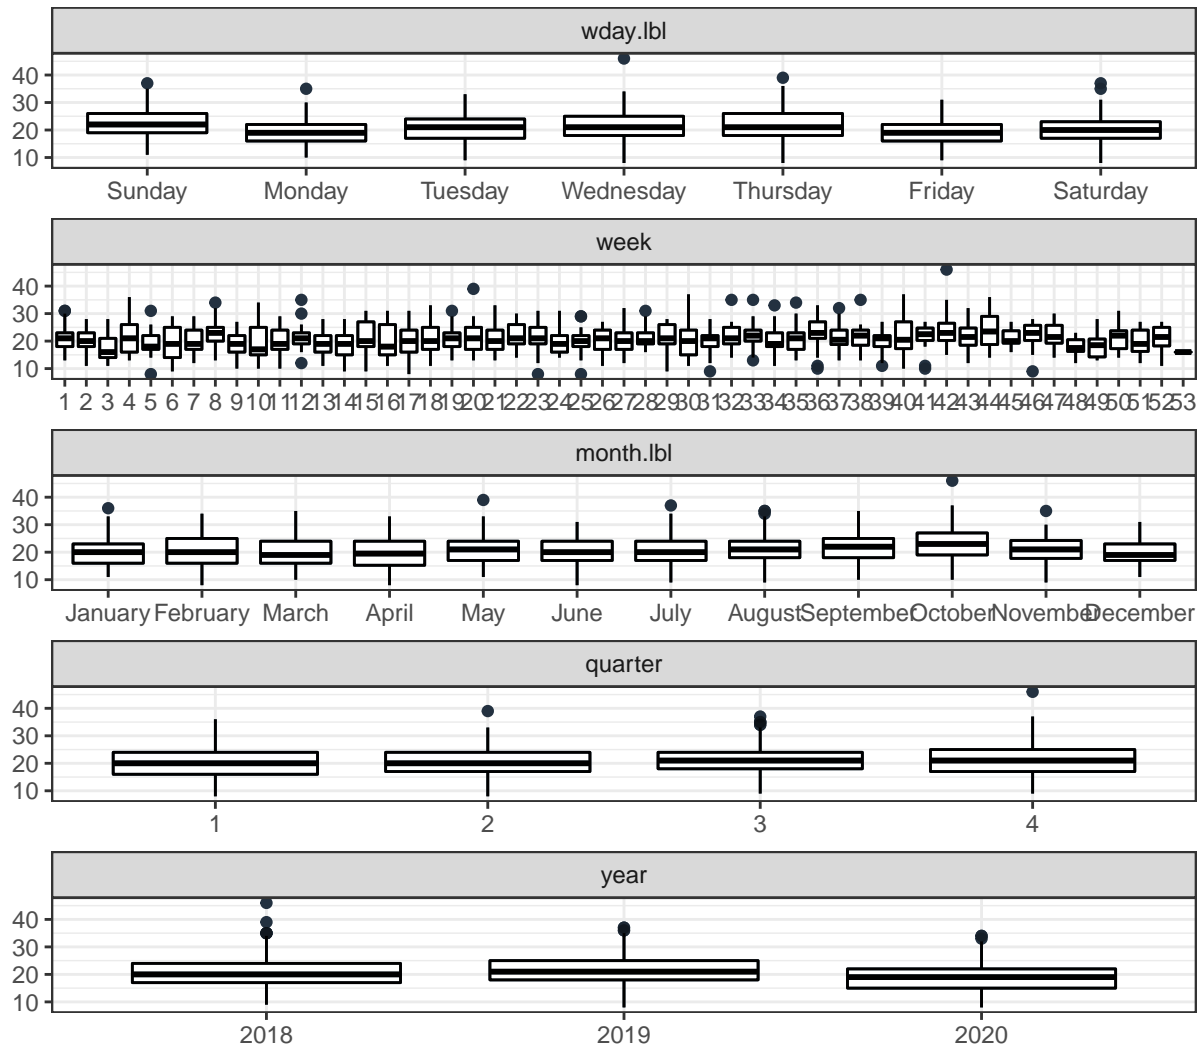 wday.lbl
40
30
20
10
Sunday Monday Tuesday Wednesday Thursday Friday Saturday
week
40
30
20
10
1 2 3 4 5 6 7 8 9 10 11 12 13 14 15 16 17 18 19 20 21 22 23 24 25 26 27 28 29 30 31 32 33 34 35 36 37 38 39 40 41 42 43 44 45 46 47 48 49 50 51 52 53
month.lbl
40
30
20
10
January February March April May June July August September October November December
quarter
40
30
20
10
1 2 3 4
year
40
30
20
10
2018 2019 2020